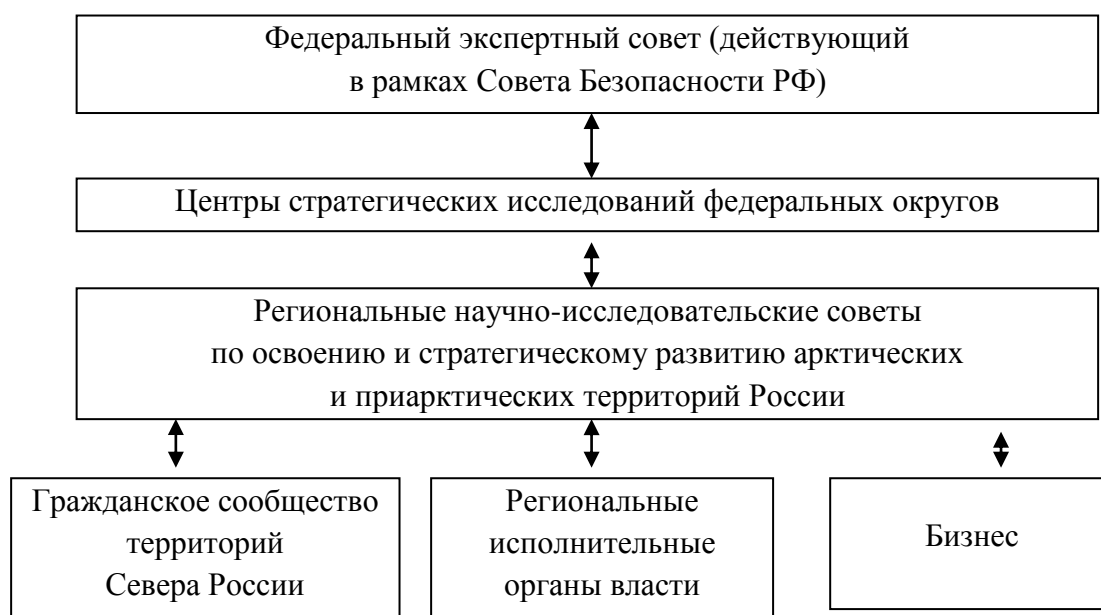 Федеральный экспертный совет (действующий
в рамках Совета Безопасности РФ)
Центры стратегических исследований федеральных округов
Региональные научно-исследовательские советы
по освоению и стратегическому развитию арктических
и приарктических территорий России
Гражданское сообщество
территорий
Севера России
Региональные
исполнительные
органы власти
Бизнес